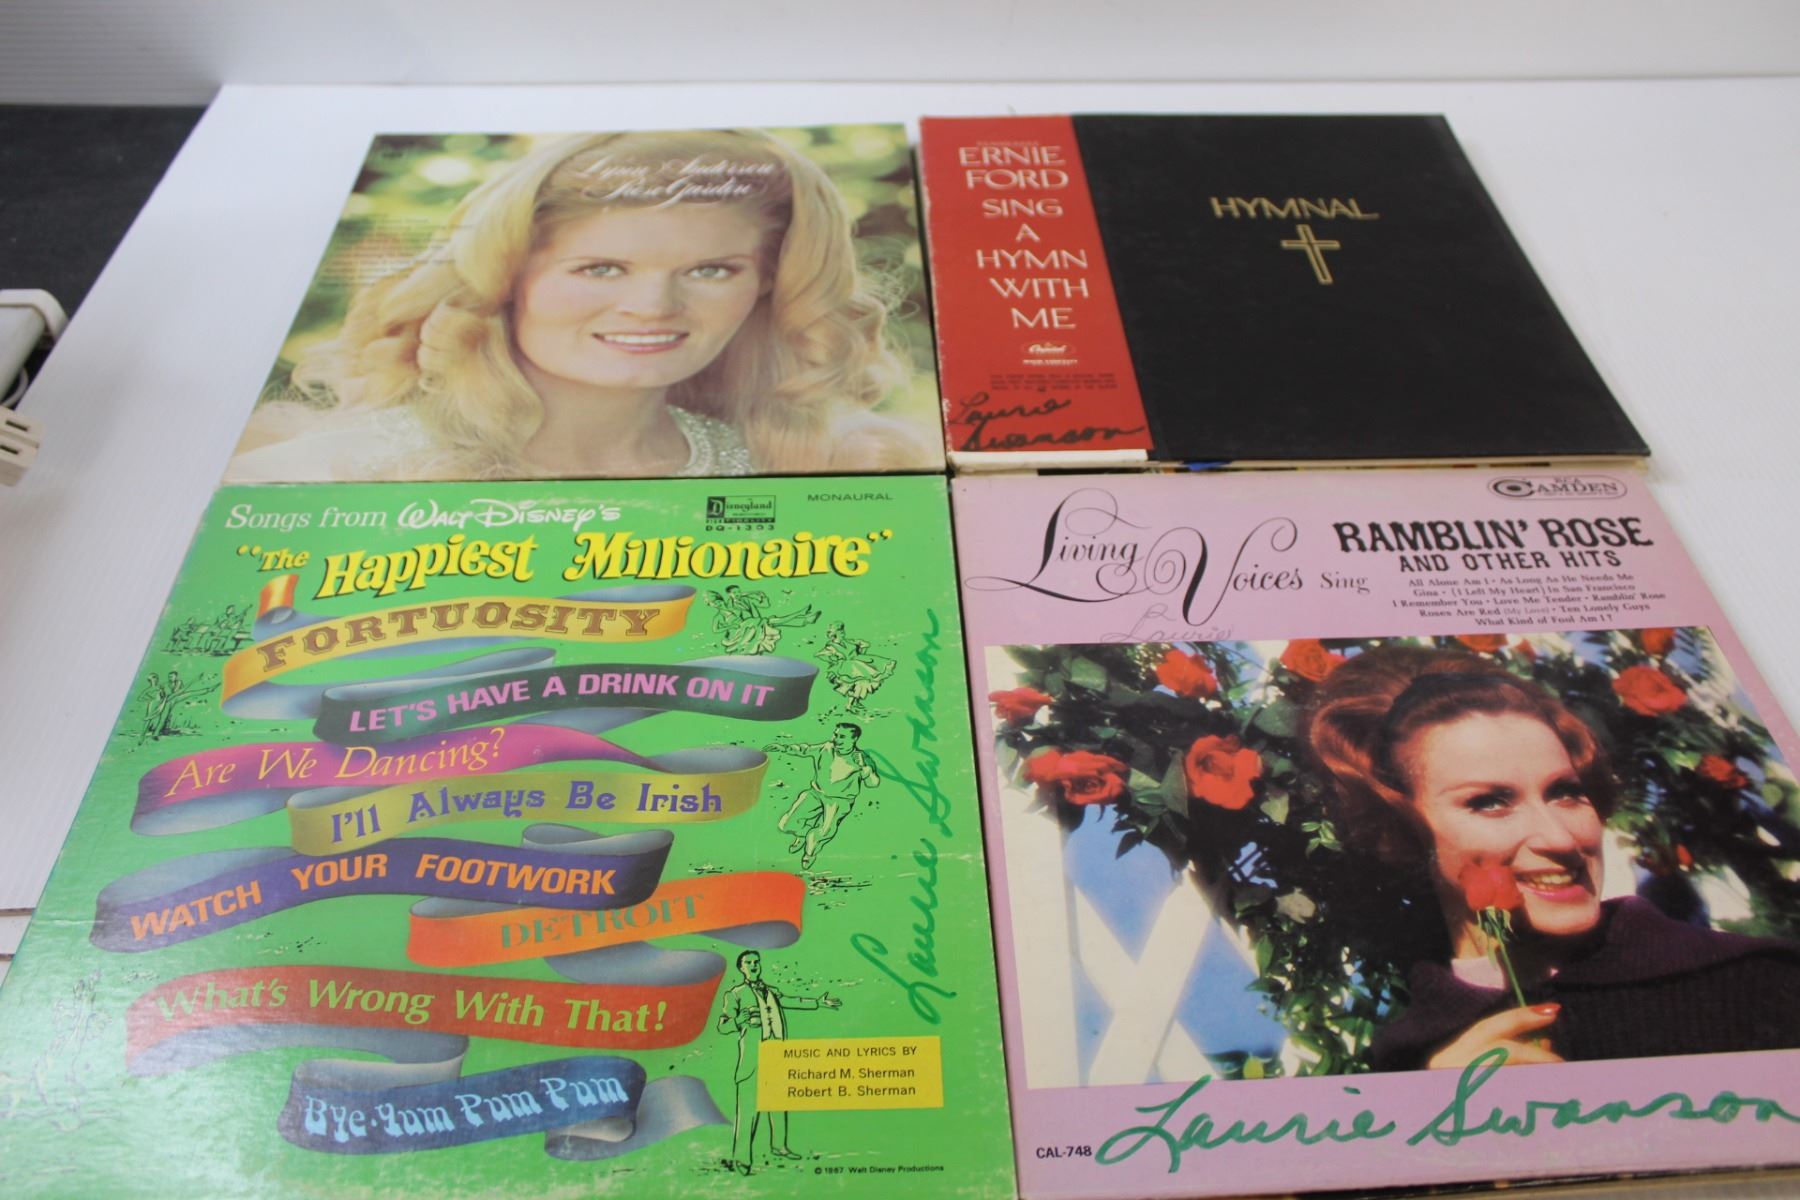 Lynn Anderson
Rose Garden
ERNIE
FORD
SING
A
HYMN
WITH
ME
Capitol
Laurie
Swanson
HYMNAL
Songs from Walt Disney's
"The Happiest Millionaire"
Disneyland
DQ-1303
MONAURAL
FORTUOSITY
LET'S HAVE A DRINK ON IT
Are We Dancing?
I'll Always Be Irish
WATCH YOUR FOOTWORK
DETROIT
What's Wrong With That!
Bye-Yum Pum Pum
MUSIC AND LYRICS BY
Richard M. Sherman
Robert B. Sherman
© 1967 Walt Disney Productions
Laurie Swanson
Living Voices Sing
RCA
CAMDEN
RAMBLIN' ROSE
AND OTHER HITS
All Alone Am I • As Long As He Needs Me
Gina • (I Left My Heart) In San Francisco
I Remember You • Love Me Tender • Ramblin' Rose
Roses Are Red (My Love) • Ten Lonely Guys
What Kind of Fool Am I?
Laurie
CAL-748
Laurie Swanson